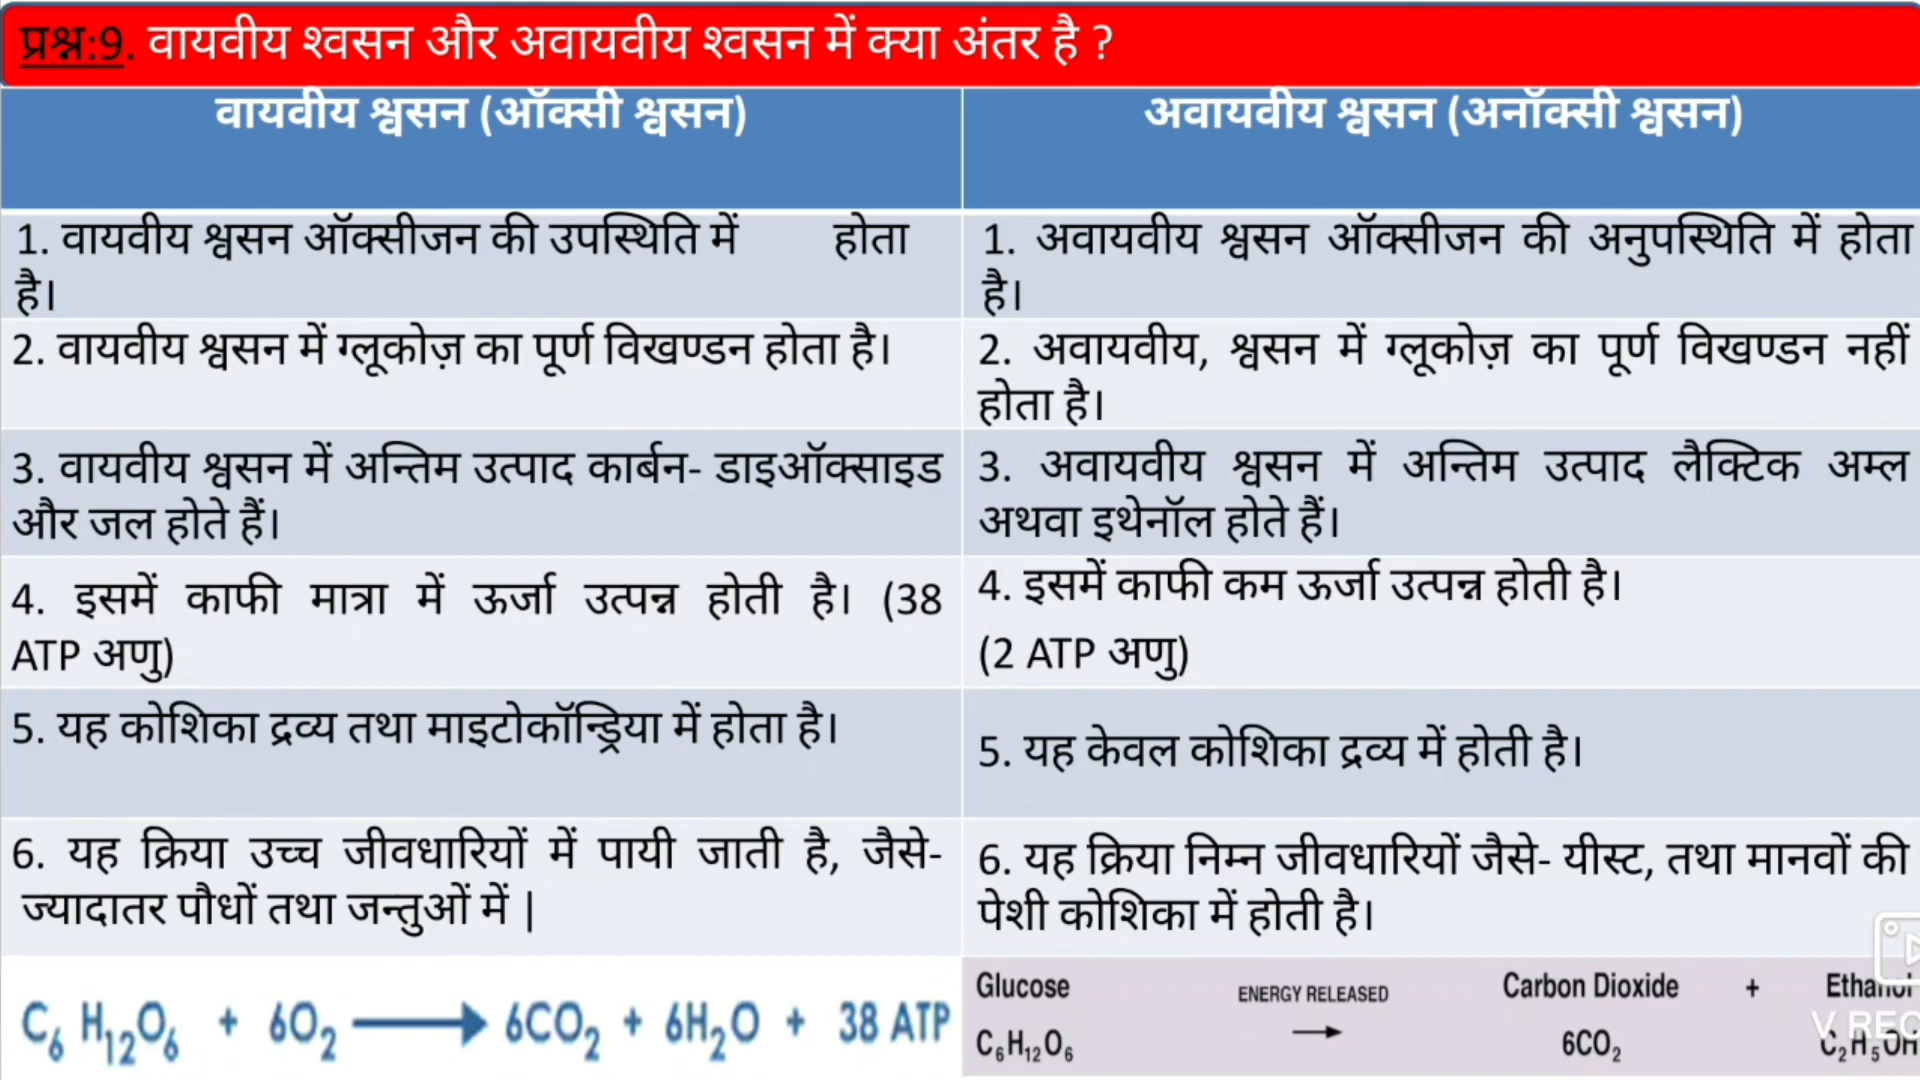 प्रश्न:9. वायवीय श्वसन और अवायवीय श्वसन में क्या अंतर है ?
वायवीय श्वसन (ऑक्सी श्वसन)
अवायवीय श्वसन (अनॉक्सी श्वसन)
1. वायवीय श्वसन ऑक्सीजन की उपस्थिति में होता
है।
1. अवायवीय श्वसन ऑक्सीजन की अनुपस्थिति में होता
है।
2. वायवीय श्वसन में ग्लूकोज़ का पूर्ण विखण्डन होता है।
2. अवायवीय, श्वसन में ग्लूकोज़ का पूर्ण विखण्डन नहीं
होता है।
3. वायवीय श्वसन में अन्तिम उत्पाद कार्बन- डाइऑक्साइड
और जल होते हैं।
3. अवायवीय श्वसन में अन्तिम उत्पाद लैक्टिक अम्ल
अथवा इथेनॉल होते हैं।
4. इसमें काफी मात्रा में ऊर्जा उत्पन्न होती है। (38
ATP अणु)
4. इसमें काफी कम ऊर्जा उत्पन्न होती है।
(2 ATP अणु)
5. यह कोशिका द्रव्य तथा माइटोकॉन्ड्रिया में होता है।
5. यह केवल कोशिका द्रव्य में होती है।
6. यह क्रिया उच्च जीवधारियों में पायी जाती है, जैसे-
ज्यादातर पौधों तथा जन्तुओं में |
6. यह क्रिया निम्न जीवधारियों जैसे- यीस्ट, तथा मानवों की
पेशी कोशिका में होती है।
C₆ H₁₂O₆ + 6O₂ → 6CO₂ + 6H₂O + 38 ATP
Glucose ENERGY RELEASED Carbon Dioxide + Ethanol
C₆H₁₂O₆ → 6CO₂ C₂H₅OH
V REC